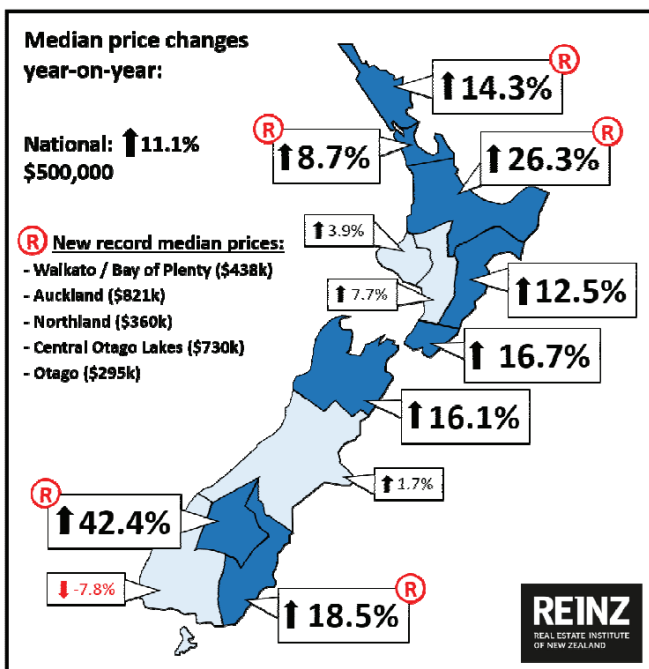 Median price changes
year-on-year:
National: ⬆11.1%
$500,000
R New record median prices:
- Waikato / Bay of Plenty ($438k)
- Auckland ($821k)
- Northland ($360k)
- Central Otago Lakes ($730k)
- Otago ($295k)
R
⬆14.3%
R
⬆8.7%
R
⬆26.3%
⬆3.9%
⬆7.7%
⬆12.5%
⬆16.7%
⬆16.1%
⬆1.7%
R
⬆42.4%
⬇-7.8%
R
⬆18.5%
REINZ
REAL ESTATE INSTITUTE
OF NEW ZEALAND